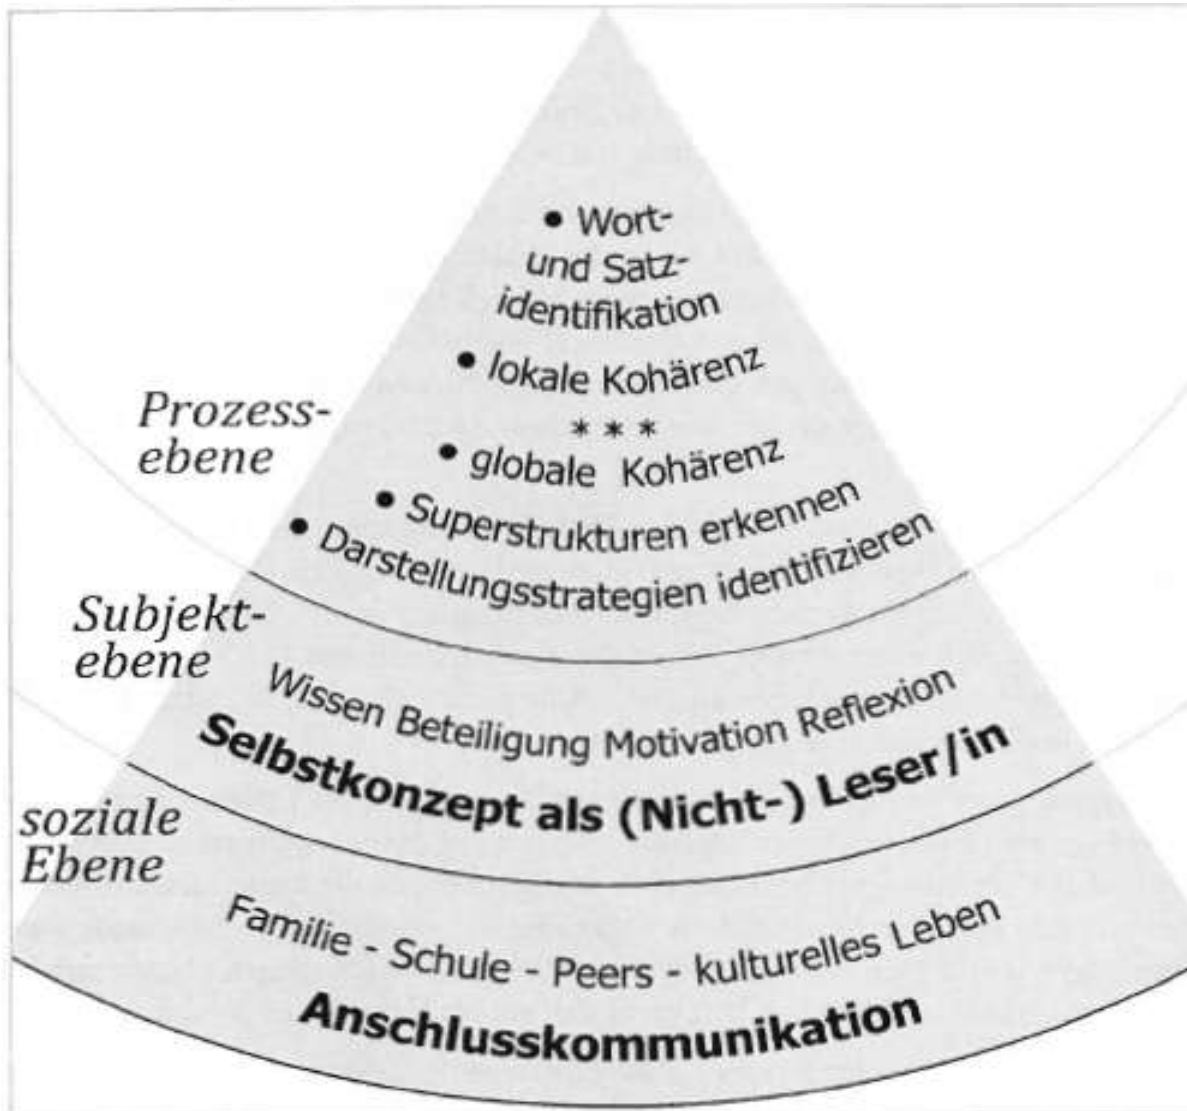 • Wort-
und Satz-
identifikation
• lokale Kohärenz
* * *
• globale Kohärenz
• Superstrukturen erkennen
• Darstellungsstrategien identifizieren
Prozess-
ebene
Wissen Beteiligung Motivation Reflexion
Selbstkonzept als (Nicht-) Leser/in
Subjekt-
ebene
Familie - Schule - Peers - kulturelles Leben
Anschlusskommunikation
soziale
Ebene